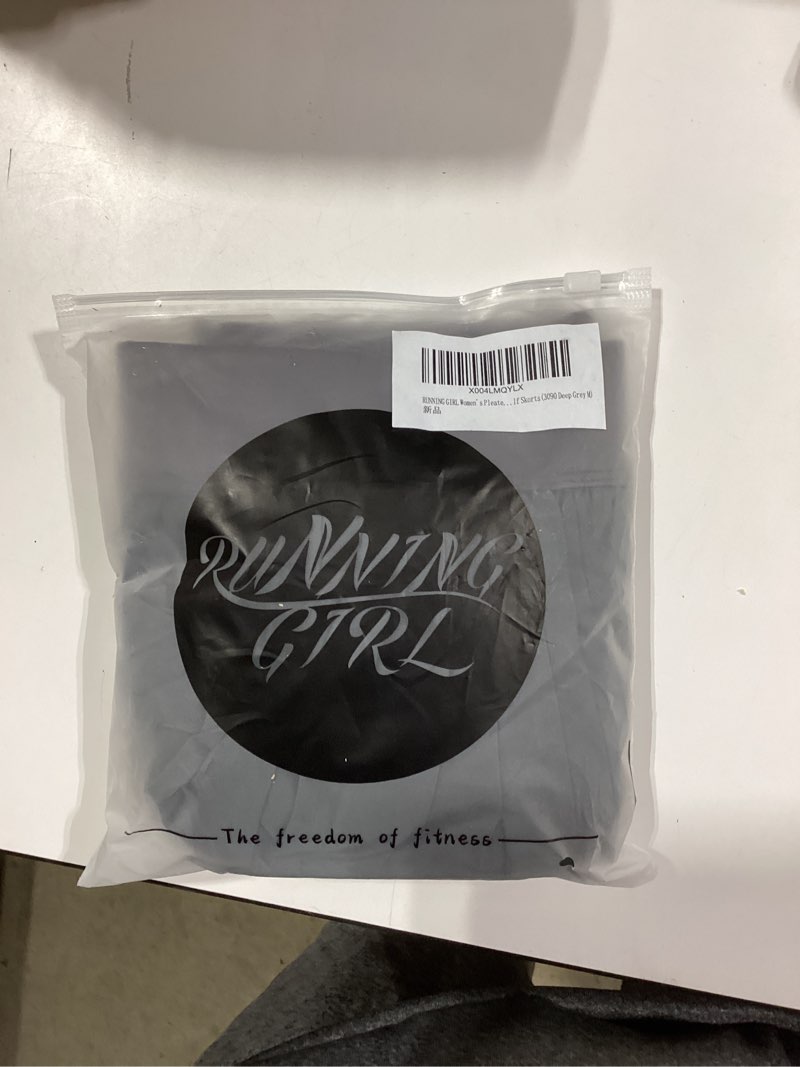 X004LMQYLX
RUNNING GIRL Women's Pleate...lf Skorts(3090 Deep Grey M)
新品
RUNNING
GIRL
The freedom of fitness